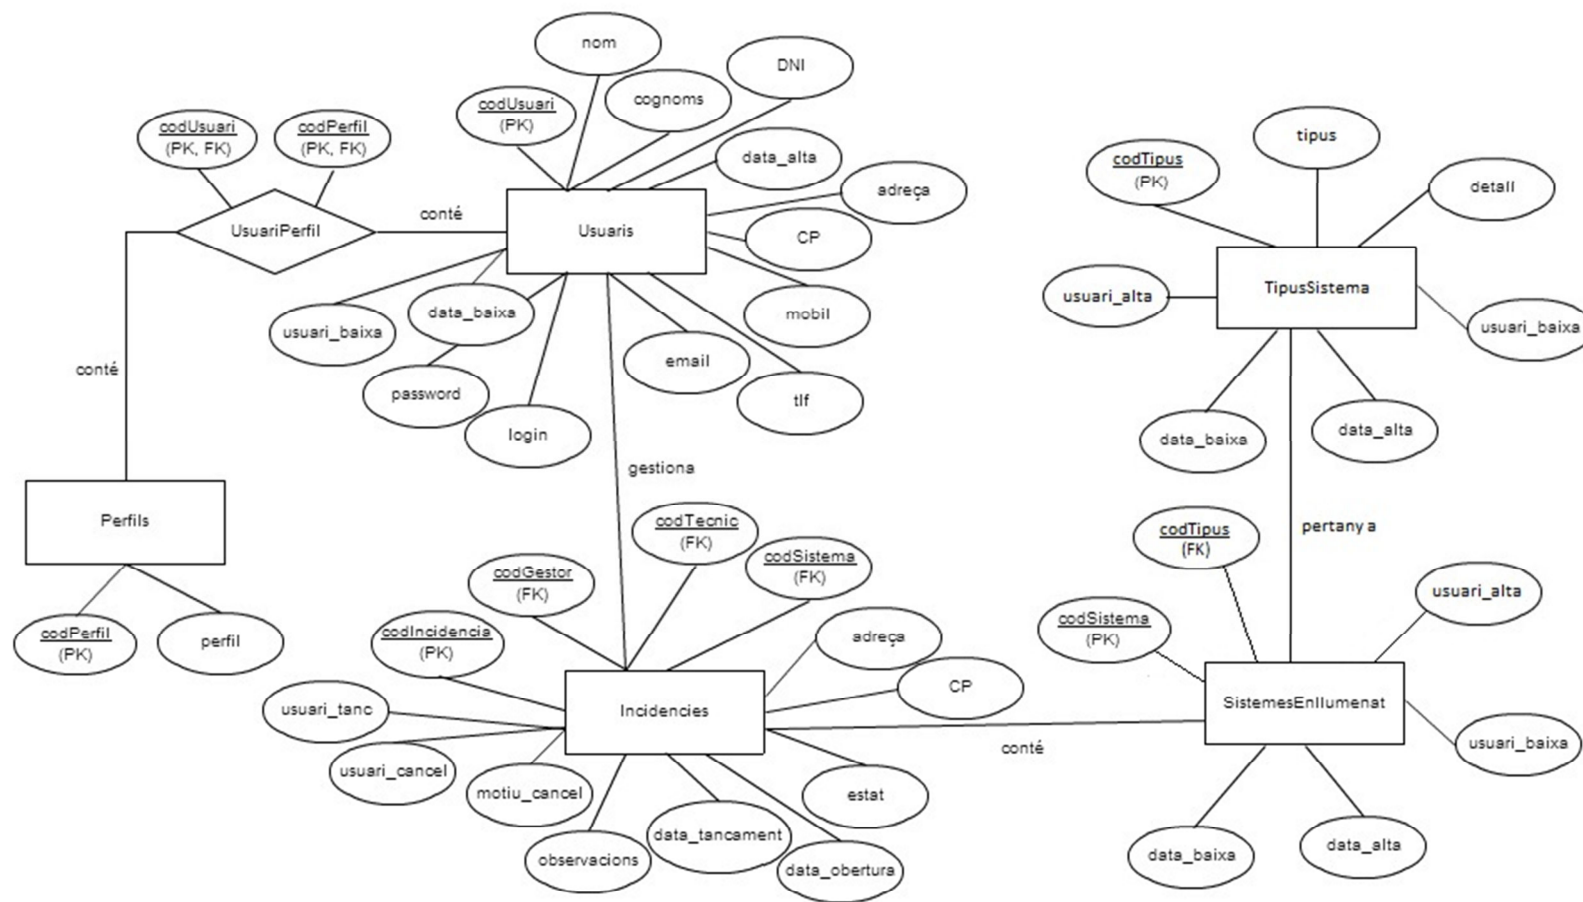 nom
DNI
cognoms
codUsuari
(PK)
codUsuari
(PK, FK)
codPerfil
(PK, FK)
data_alta
adreça
conté
UsuariPerfil
Usuaris
CP
mobil
usuari_baixa
data_baixa
email
password
tlf
login
conté
gestiona
Perfils
codPerfil
(PK)
perfil
tipus
codTipus
(PK)
detall
TipusSistema
usuari_alta
usuari_baixa
data_baixa
data_alta
pertany a
codTecnic
(FK)
codGestor
(FK)
codSistema
(FK)
codIncidencia
(PK)
adreça
CP
usuari_tanc
Incidencies
usuari_cancel
motiu_cancel
estat
observacions
data_tancament
data_obertura
conté
codTipus
(FK)
usuari_alta
codSistema
(PK)
SistemesEnllumenat
usuari_baixa
data_baixa
data_alta